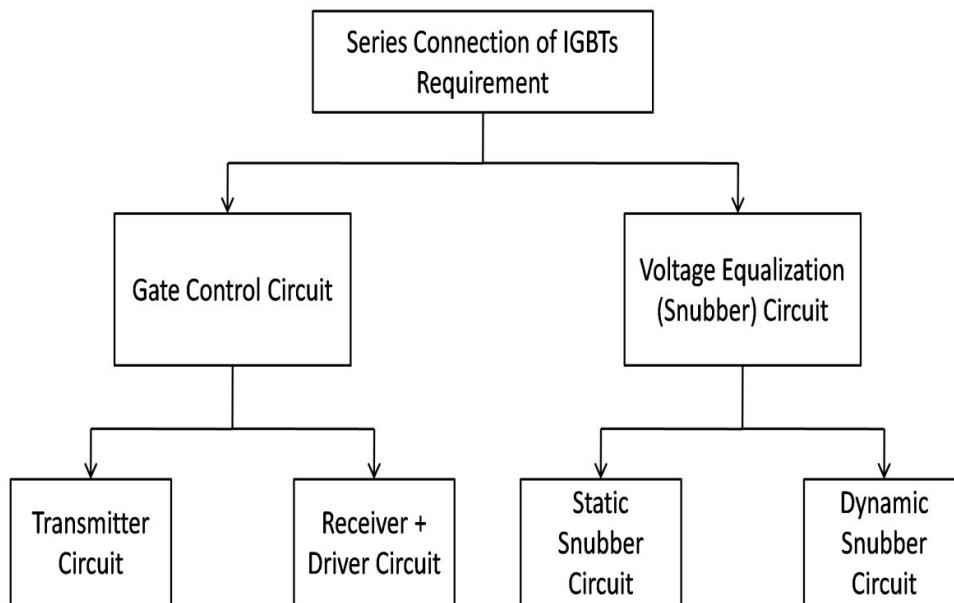 Series Connection of IGBTs
Requirement
Gate Control Circuit
Voltage Equalization
(Snubber) Circuit
Transmitter
Circuit
Receiver +
Driver Circuit
Static
Snubber
Circuit
Dynamic
Snubber
Circuit